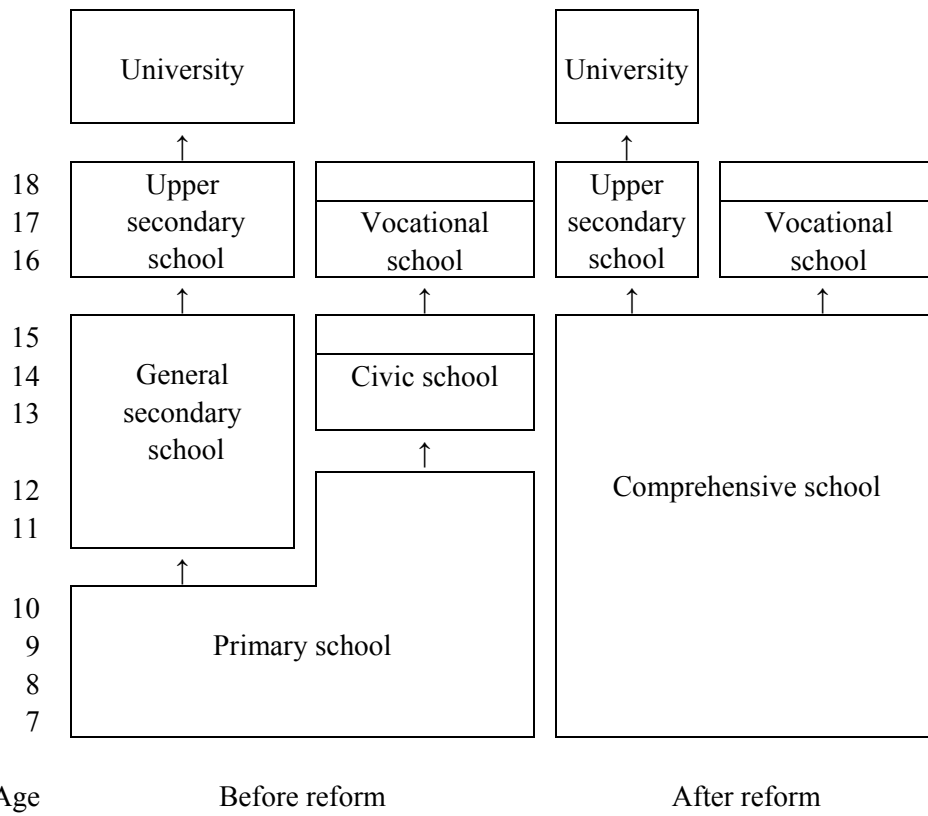 University
University
↑
↑
18
Upper
secondary
school
Upper
secondary
school
17
Vocational
school
Vocational
school
16
↑
↑
↑
↑
15
14
General
secondary
school
Civic school
13
↑
12
Comprehensive school
11
↑
10
9
Primary school
8
7
Age
Before reform
After reform